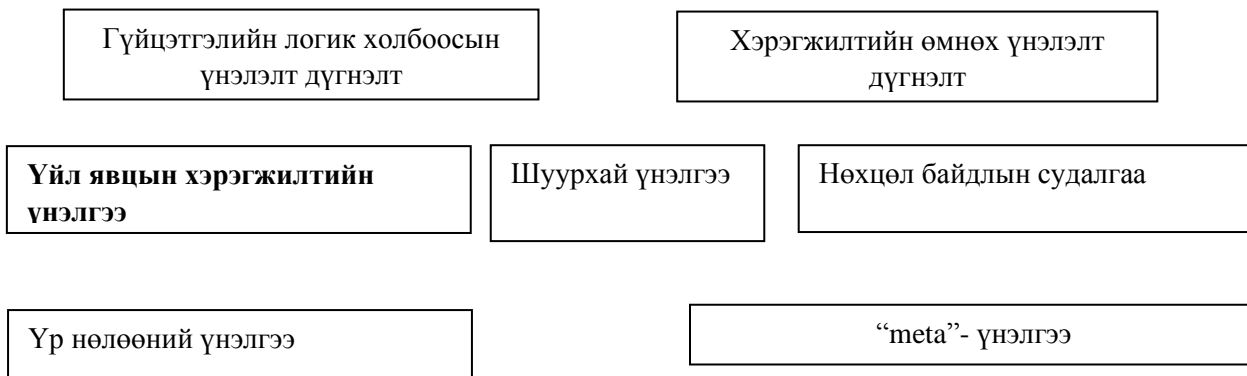 Гүйцэтгэлийн логик холбоосын
үнэлэлт дүгнэлт
Хэрэгжилтийн өмнөх үнэлэлт
дүгнэлт
Үйл явцын хэрэгжилтийн
үнэлгээ
Шуурхай үнэлгээ
Нөхцөл байдлын судалгаа
Үр нөлөөний үнэлгээ
“meta”- үнэлгээ